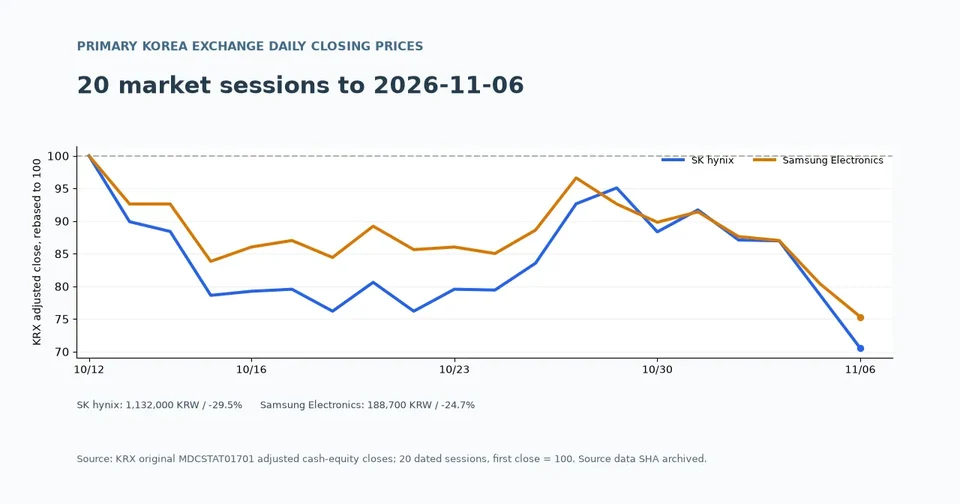 PRIMARY KOREA EXCHANGE DAILY CLOSING PRICES
20 market sessions to 2026-11-06
KRX adjusted close. rebased to 100
SK hynix
Samsung Electronics
100
95
90
85
80
75
70
10/12
10/16
10/23
10/30
11/06
SK hynix: 1,132,000 KRW / -29.5%
Samsung Electronics: 188,700 KRW / -24.7%
Source: KRX original MDCSTAT01701 adjusted cash-equity closes; 20 dated sessions, first close = 100. Source data SHA archived.